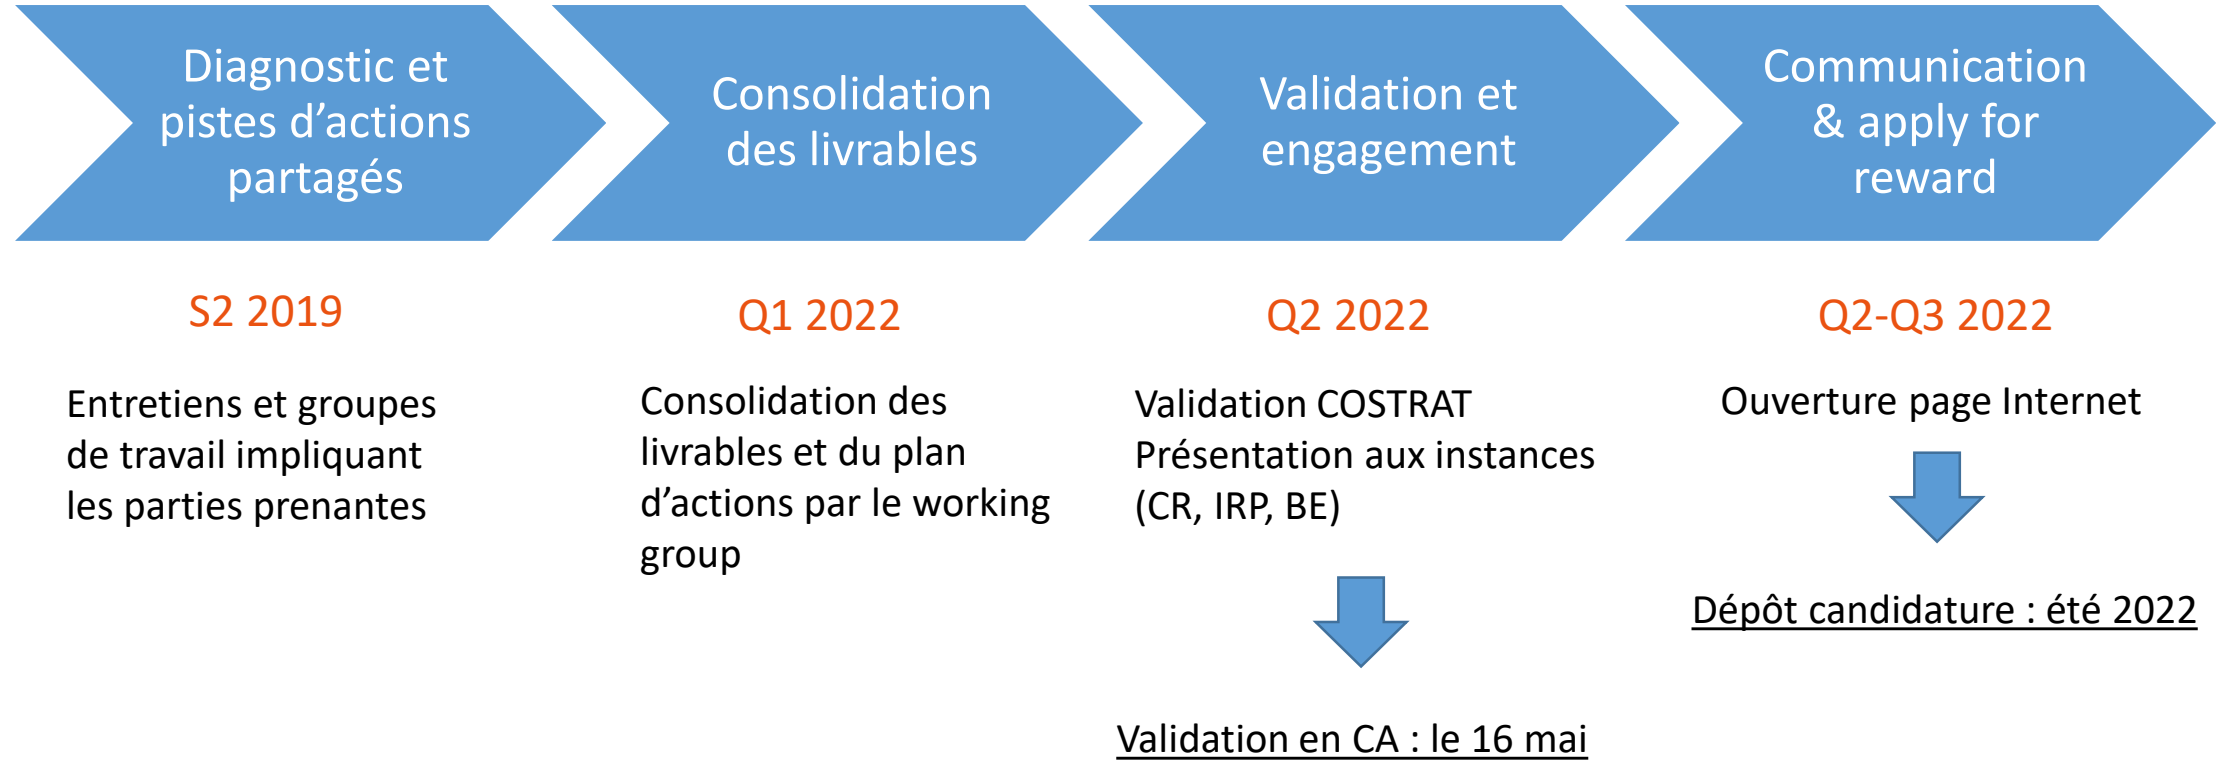 Diagnostic et
pistes d’actions
partagés
Consolidation
des livrables
Validation et
engagement
Communication
& apply for
reward
S2 2019
Q1 2022
Q2 2022
Q2-Q3 2022
Entretiens et groupes
de travail impliquant
les parties prenantes
Consolidation des
livrables et du plan
d’actions par le working
group
Validation COSTRAT
Présentation aux instances
(CR, IRP, BE)
Validation en CA : le 16 mai
Ouverture page Internet
Dépôt candidature : été 2022